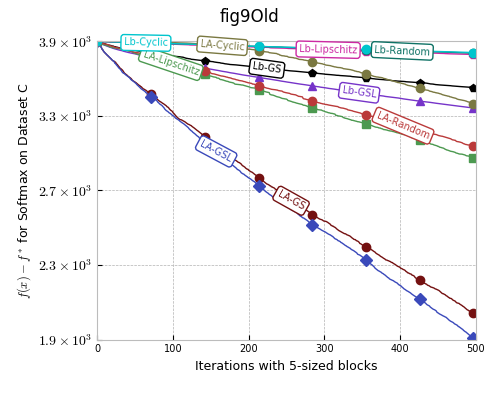 fig9Old
3.9 × 10³
3.3 × 10³
2.7 × 10³
2.3 × 10³
1.9 × 10³
f(x) − f* for Softmax on Dataset C
Lb-Cyclic
LA-Cyclic
Lb-Lipschitz
Lb-Random
LA-Lipschitz
Lb-GS
Lb-GSL
LA-Random
LA-GSL
LA-GS
0 100 200 300 400 500
Iterations with 5-sized blocks